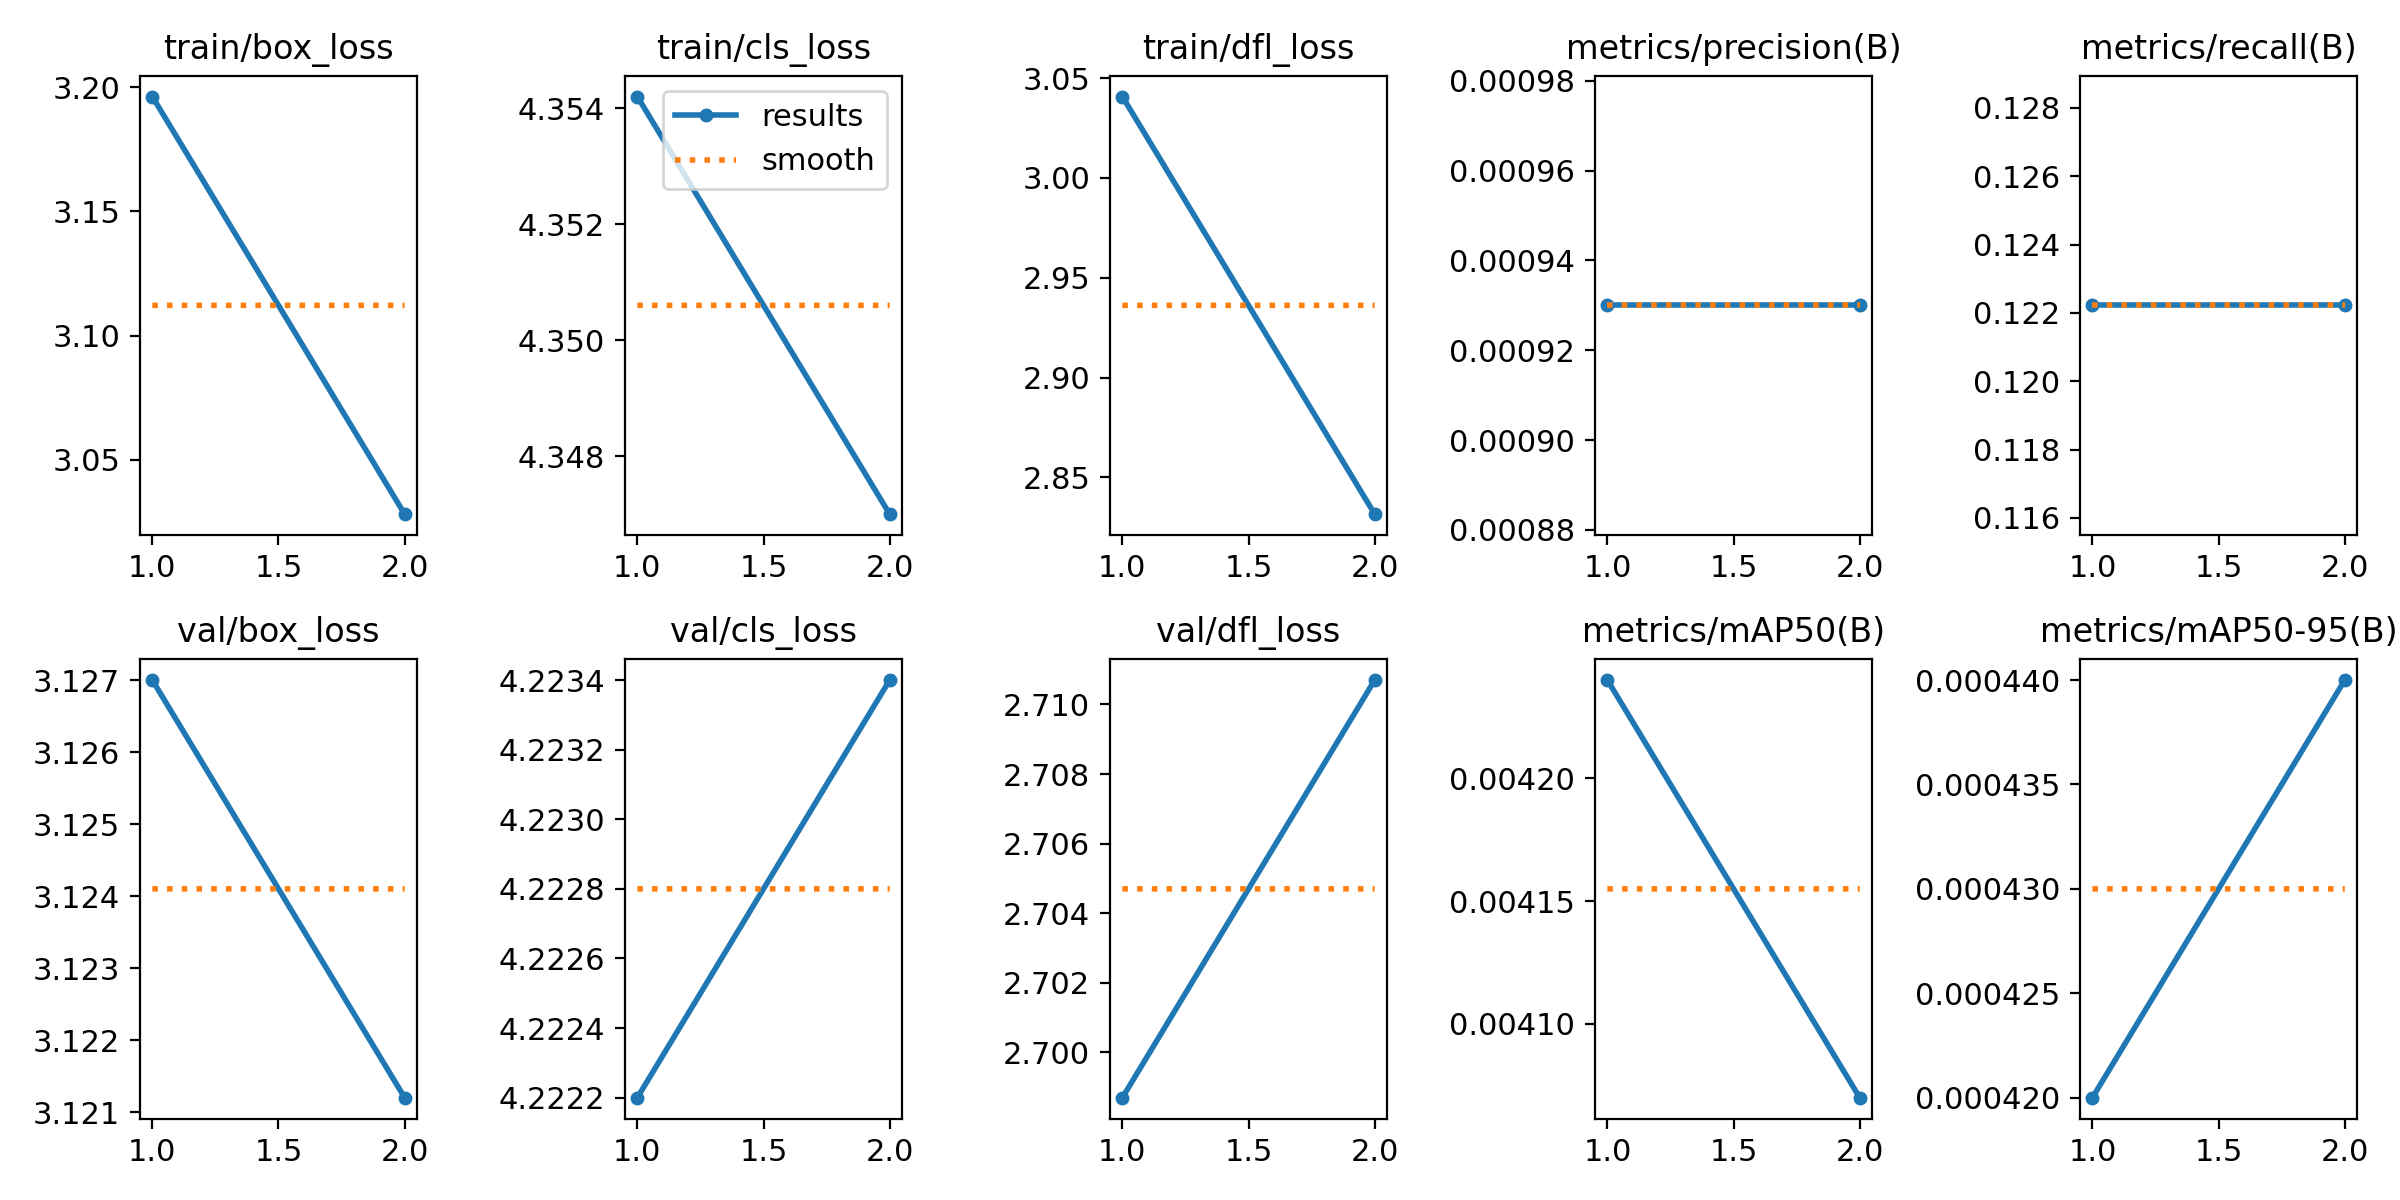 train/box_loss
3.20
3.15
3.10
3.05
1.0 1.5 2.0
train/cls_loss
results
smooth
4.354
4.352
4.350
4.348
1.0 1.5 2.0
train/dfl_loss
3.05
3.00
2.95
2.90
2.85
1.0 1.5 2.0
metrics/precision(B)
0.00098
0.00096
0.00094
0.00092
0.00090
0.00088
1.0 1.5 2.0
metrics/recall(B)
0.128
0.126
0.124
0.122
0.120
0.118
0.116
1.0 1.5 2.0
val/box_loss
3.127
3.126
3.125
3.124
3.123
3.122
3.121
1.0 1.5 2.0
val/cls_loss
4.2234
4.2232
4.2230
4.2228
4.2226
4.2224
4.2222
1.0 1.5 2.0
val/dfl_loss
2.710
2.708
2.706
2.704
2.702
2.700
1.0 1.5 2.0
metrics/mAP50(B)
0.00420
0.00415
0.00410
1.0 1.5 2.0
metrics/mAP50-95(B)
0.000440
0.000435
0.000430
0.000425
0.000420
1.0 1.5 2.0